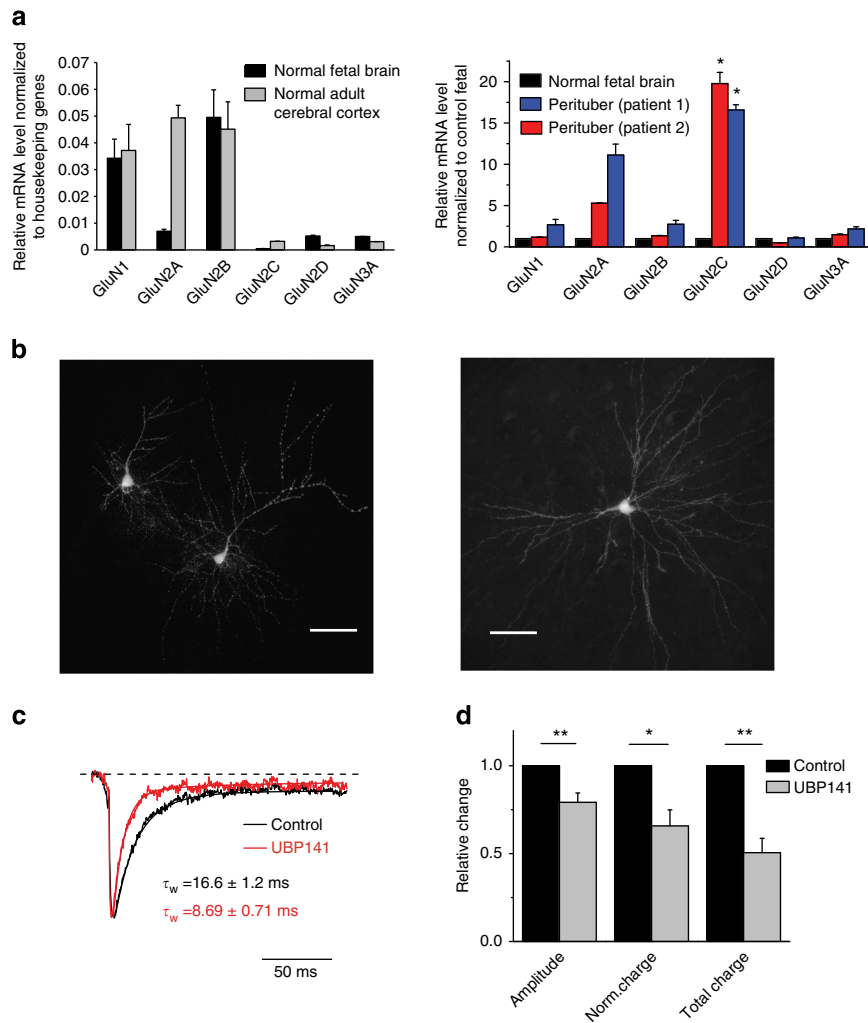 a
Relative mRNA level normalized
to housekeeping genes
0.07
0.06
0.05
0.04
0.03
0.02
0.01
0
Normal fetal brain
Normal adult
cerebral cortex
GluN1
GluN2A
GluN2B
GluN2C
GluN2D
GluN3A
Relative mRNA level
normalized to control fetal
20
15
10
5
0
Normal fetal brain
Perituber (patient 1)
Perituber (patient 2)
*
*
GluN1
GluN2A
GluN2B
GluN2C
GluN2D
GluN3A
b
c
Control
UBP141
τw =16.6 ± 1.2 ms
τw =8.69 ± 0.71 ms
50 ms
d
Relative change
1.0
0.5
0.0
**
*
**
Control
UBP141
Amplitude
Norm.charge
Total charge